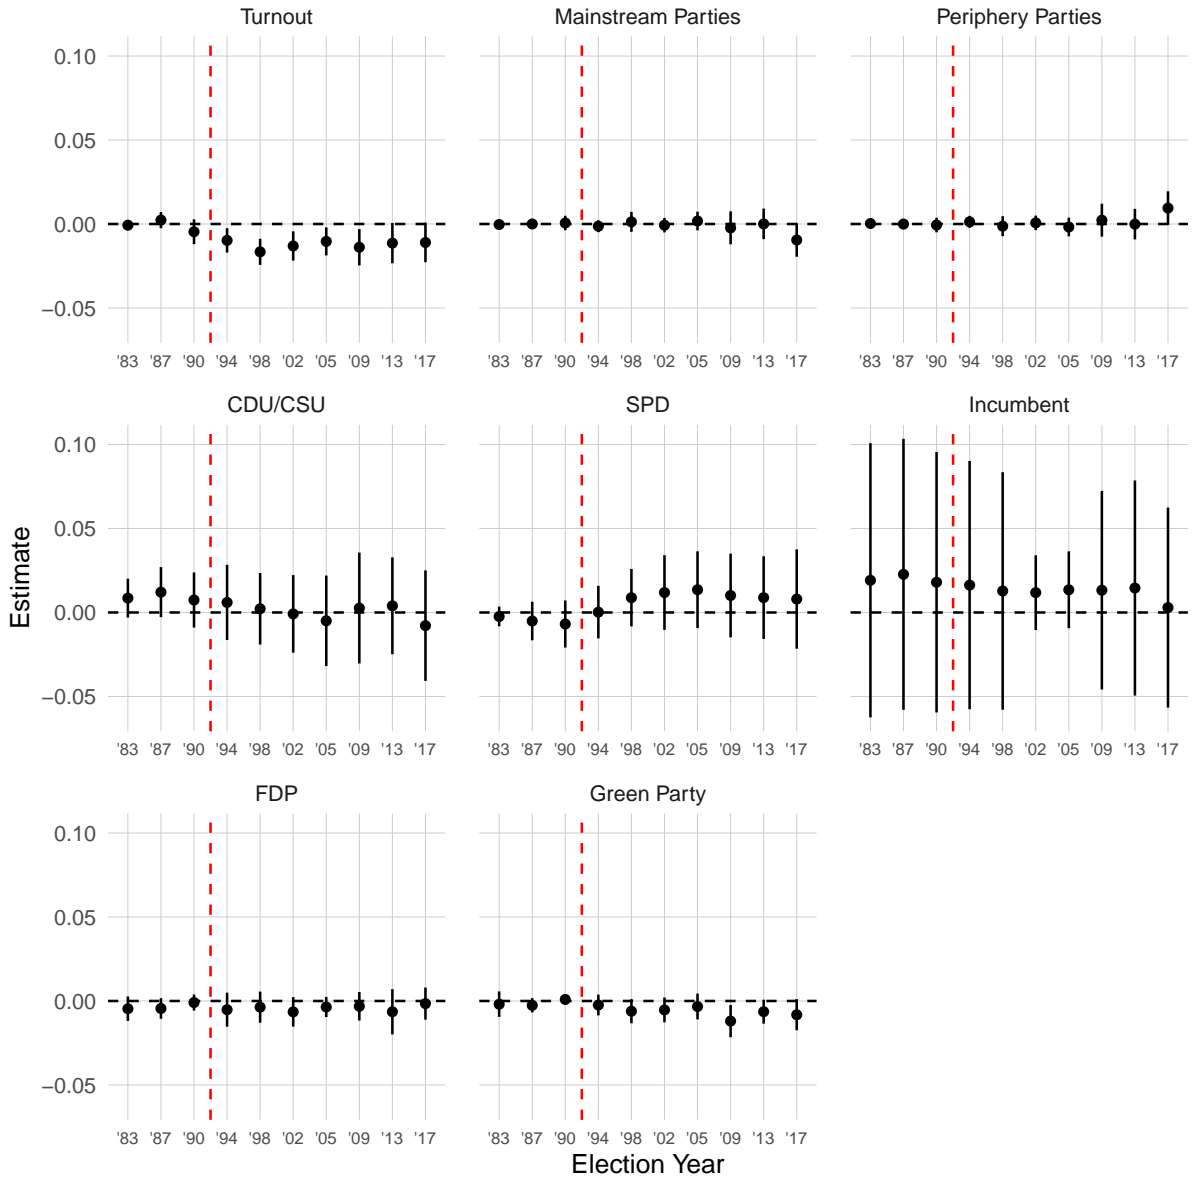 Turnout Mainstream Parties Periphery Parties
0.10
0.05
0.00
−0.05
'83 '87 '90 '94 '98 '02 '05 '09 '13 '17 '83 '87 '90 '94 '98 '02 '05 '09 '13 '17 '83 '87 '90 '94 '98 '02 '05 '09 '13 '17
CDU/CSU SPD Incumbent
0.10
0.05
0.00
−0.05
Estimate
'83 '87 '90 '94 '98 '02 '05 '09 '13 '17 '83 '87 '90 '94 '98 '02 '05 '09 '13 '17 '83 '87 '90 '94 '98 '02 '05 '09 '13 '17
FDP Green Party
0.10
0.05
0.00
−0.05
'83 '87 '90 '94 '98 '02 '05 '09 '13 '17 '83 '87 '90 '94 '98 '02 '05 '09 '13 '17
Election Year